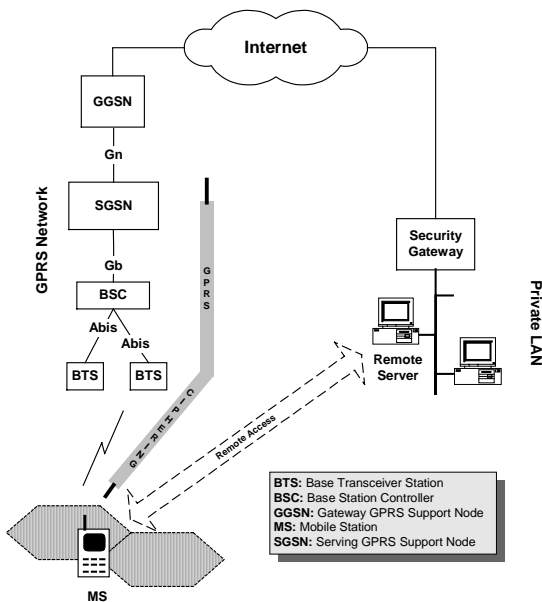 Internet
GGSN
Gn
SGSN
Gb
BSC
Abis
Abis
BTS
BTS
GPRS Network
GPRS
CIPHERING
Security
Gateway
Remote
Server
Private LAN
Remote Access
MS
BTS: Base Transceiver Station
BSC: Base Station Controller
GGSN: Gateway GPRS Support Node
MS: Mobile Station
SGSN: Serving GPRS Support Node